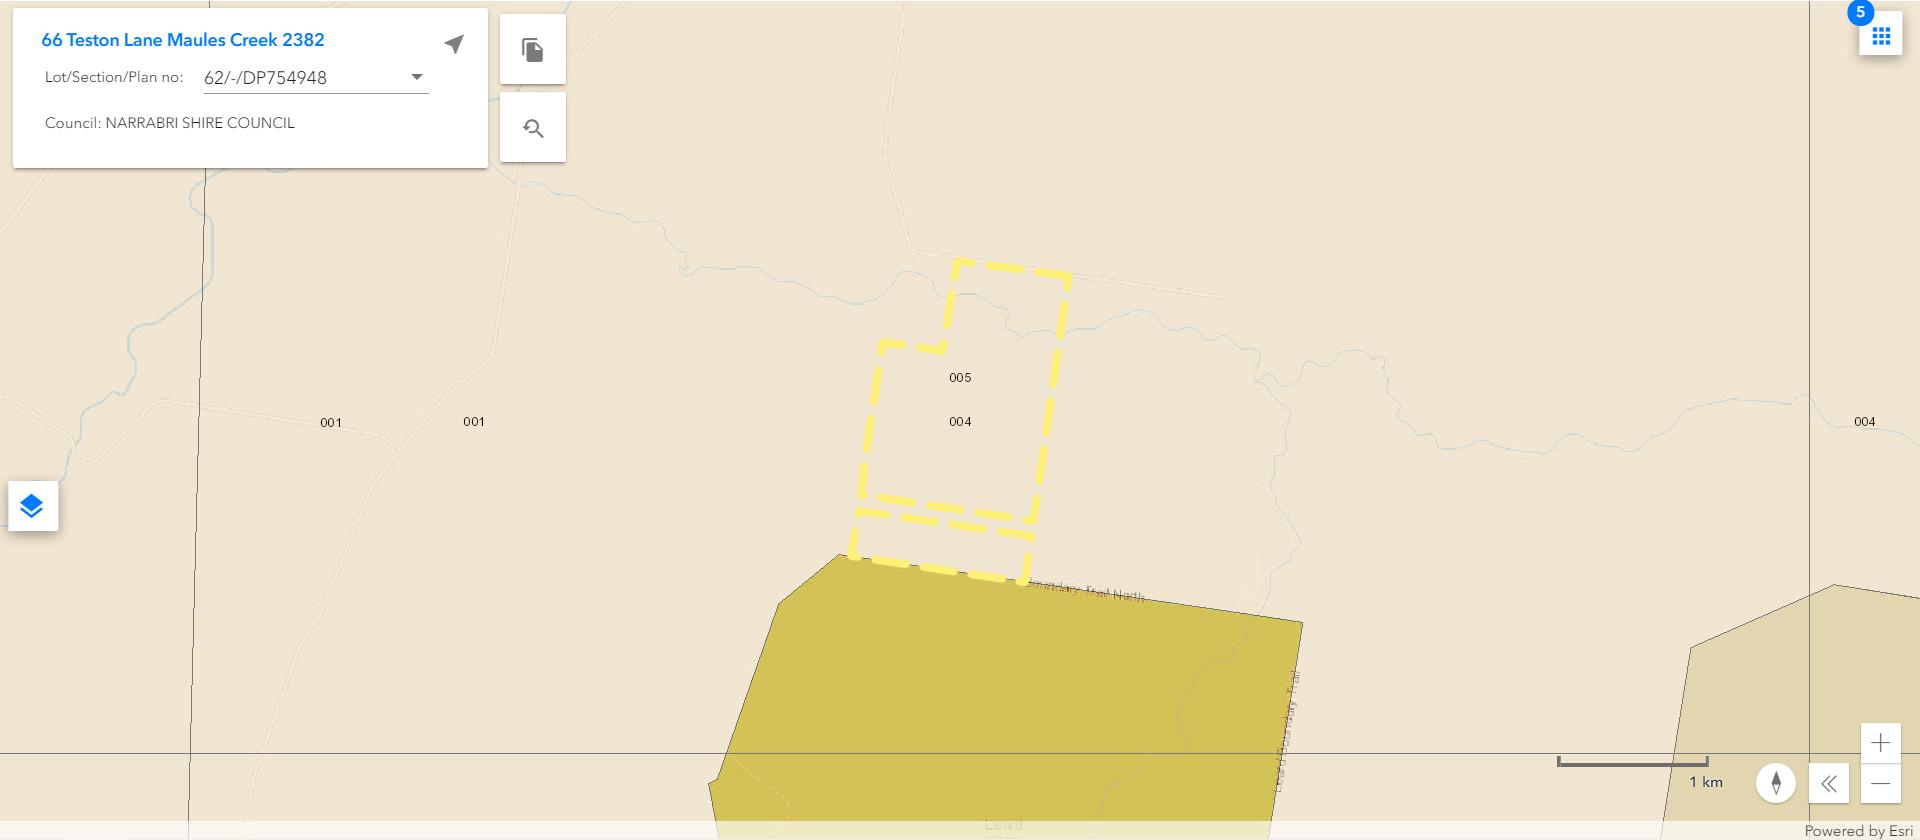 66 Teston Lane Maules Creek 2382
Lot/Section/Plan no: 62/-/DP754948
Council: NARRABRI SHIRE COUNCIL
5
005
004
001
001
004
Boundary Trail North
Leard Boundary Trail
Leard
1 km
Powered by Esri